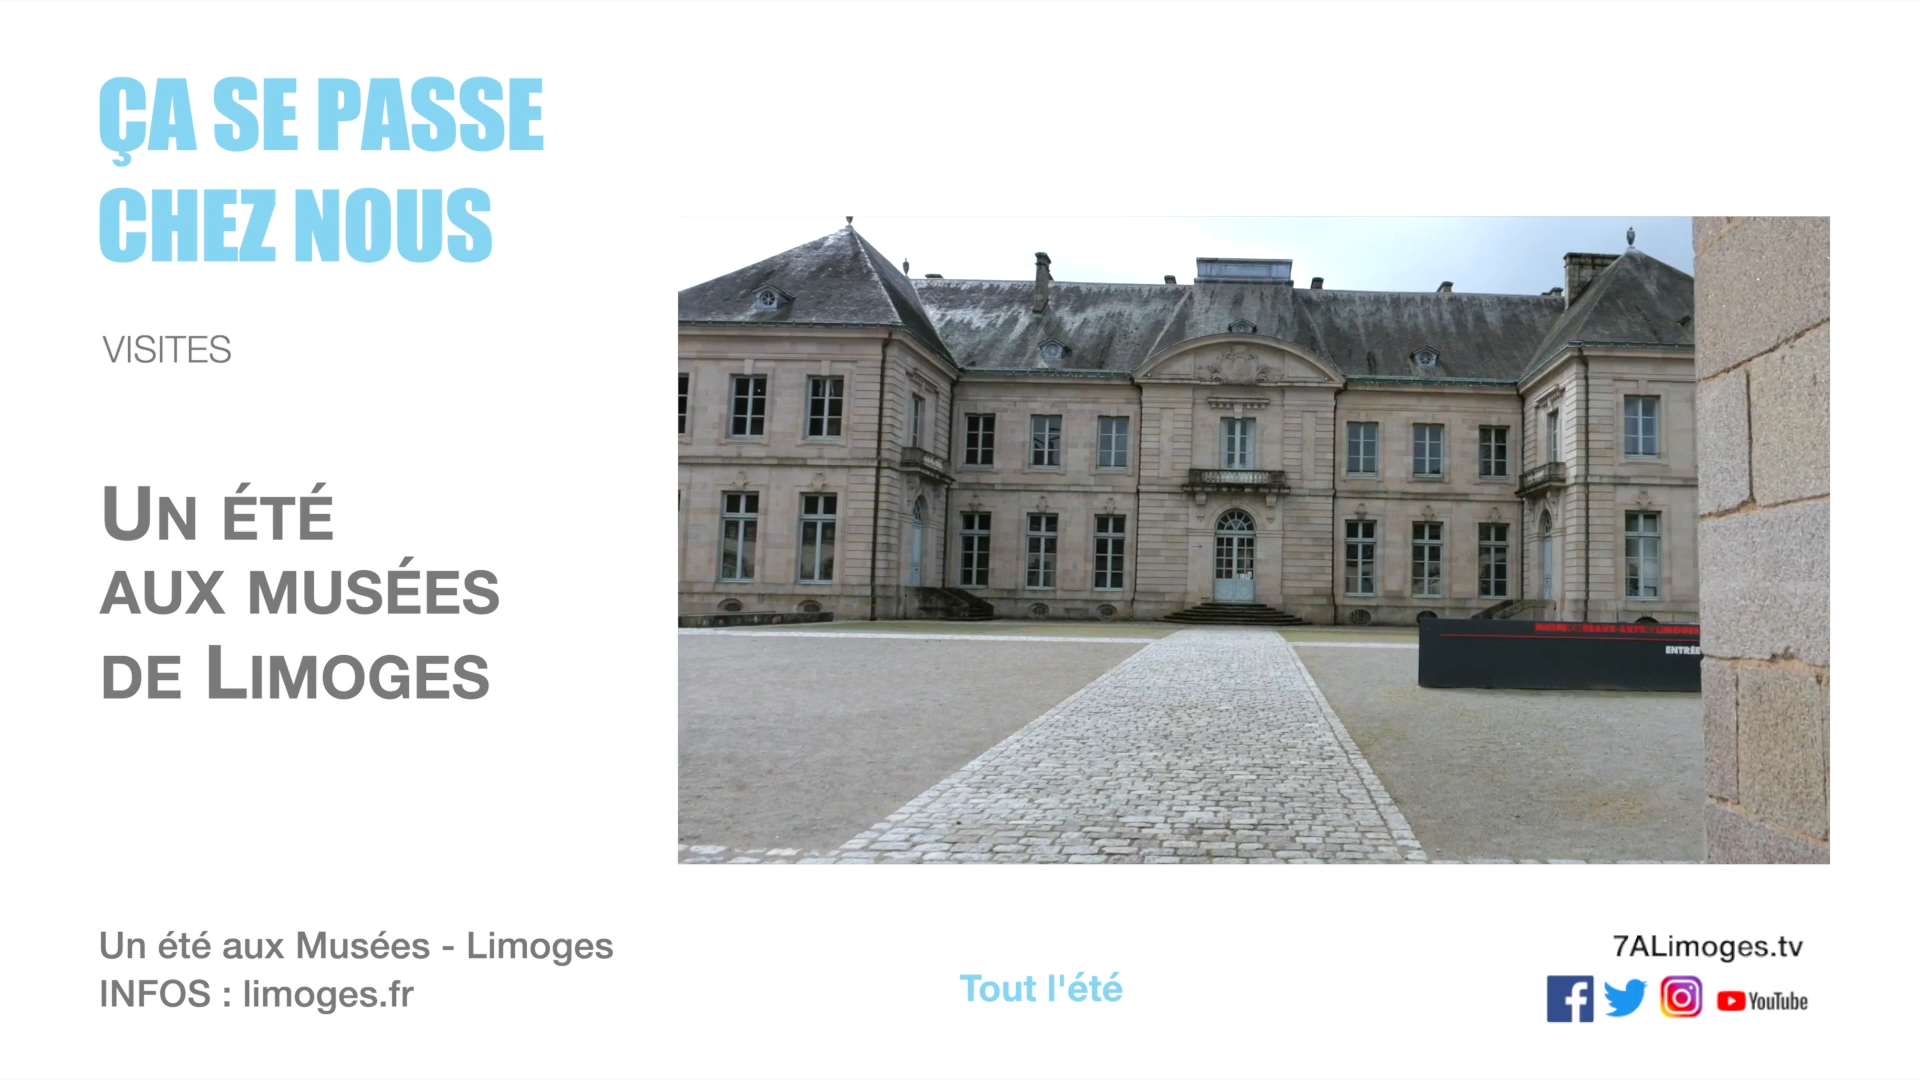 ÇA SE PASSE
CHEZ NOUS
VISITES
UN ÉTÉ
AUX MUSÉES
DE LIMOGES
ENTRÉE
Un été aux Musées - Limoges
INFOS : limoges.fr
Tout l'été
7ALimoges.tv
YouTube